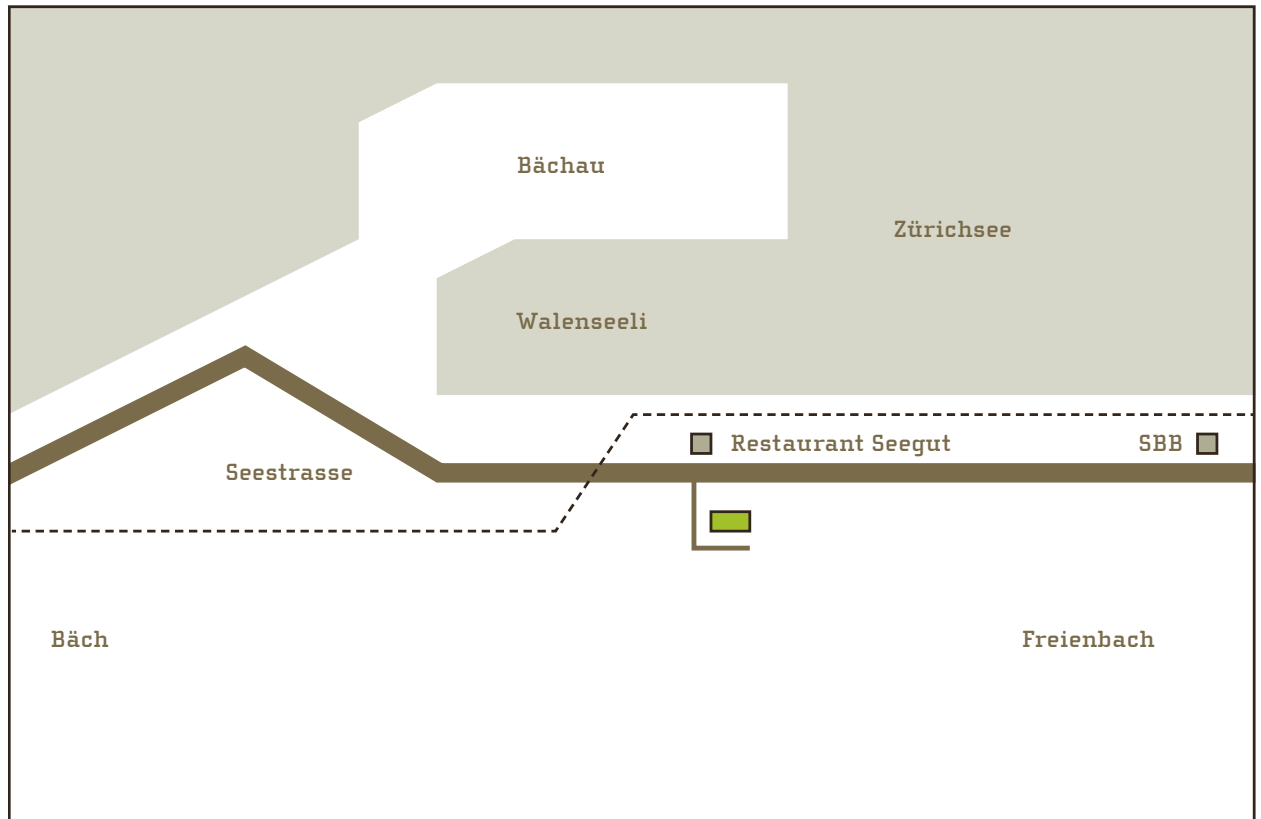 Bächau
Zürichsee
Walenseeli
Restaurant Seegut
SBB
Seestrasse
Bäch
Freienbach